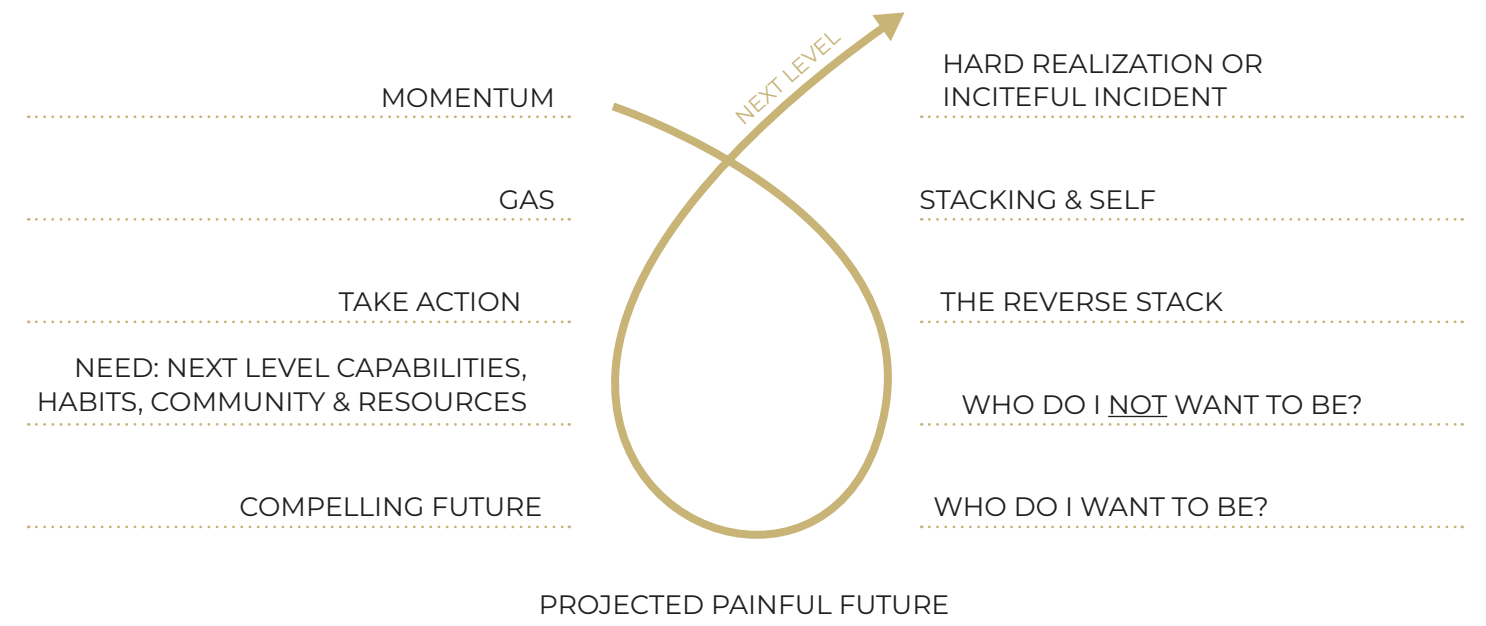 MOMENTUM
GAS
TAKE ACTION
NEED: NEXT LEVEL CAPABILITIES,
HABITS, COMMUNITY & RESOURCES
COMPELLING FUTURE
NEXT LEVEL
HARD REALIZATION OR
INCITEFUL INCIDENT
STACKING & SELF
THE REVERSE STACK
WHO DO I NOT WANT TO BE?
WHO DO I WANT TO BE?
PROJECTED PAINFUL FUTURE